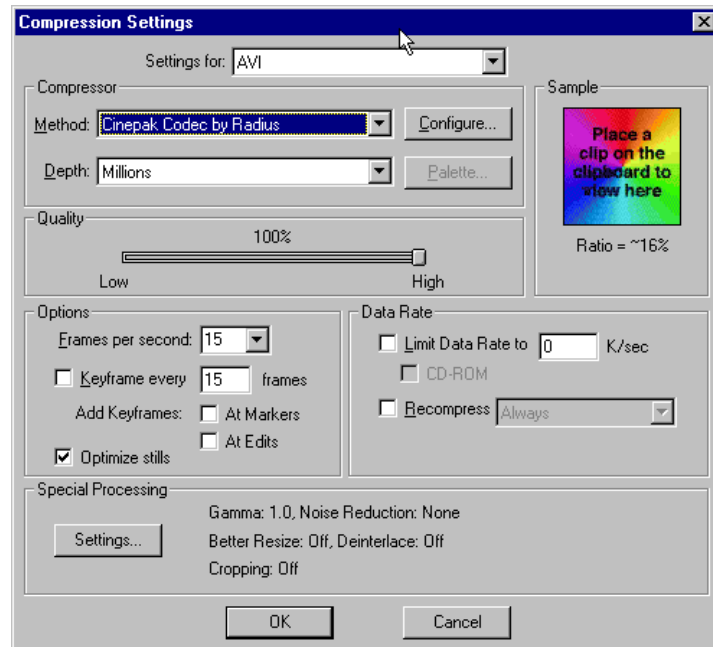 Compression Settings
Settings for: AVI
Compressor
Method: Cinepak Codec by Radius
Configure...
Depth: Millions
Palette...
Sample
Place a
clip on the
clipboard to
view here
Ratio = ~16%
Quality
100%
Low
High
Options
Frames per second: 15
Keyframe every 15 frames
Add Keyframes: At Markers
At Edits
Optimize stills
Data Rate
Limit Data Rate to 0 K/sec
CD-ROM
Recompress Always
Special Processing
Settings...
Gamma: 1.0, Noise Reduction: None
Better Resize: Off, Deinterlace: Off
Cropping: Off
OK
Cancel